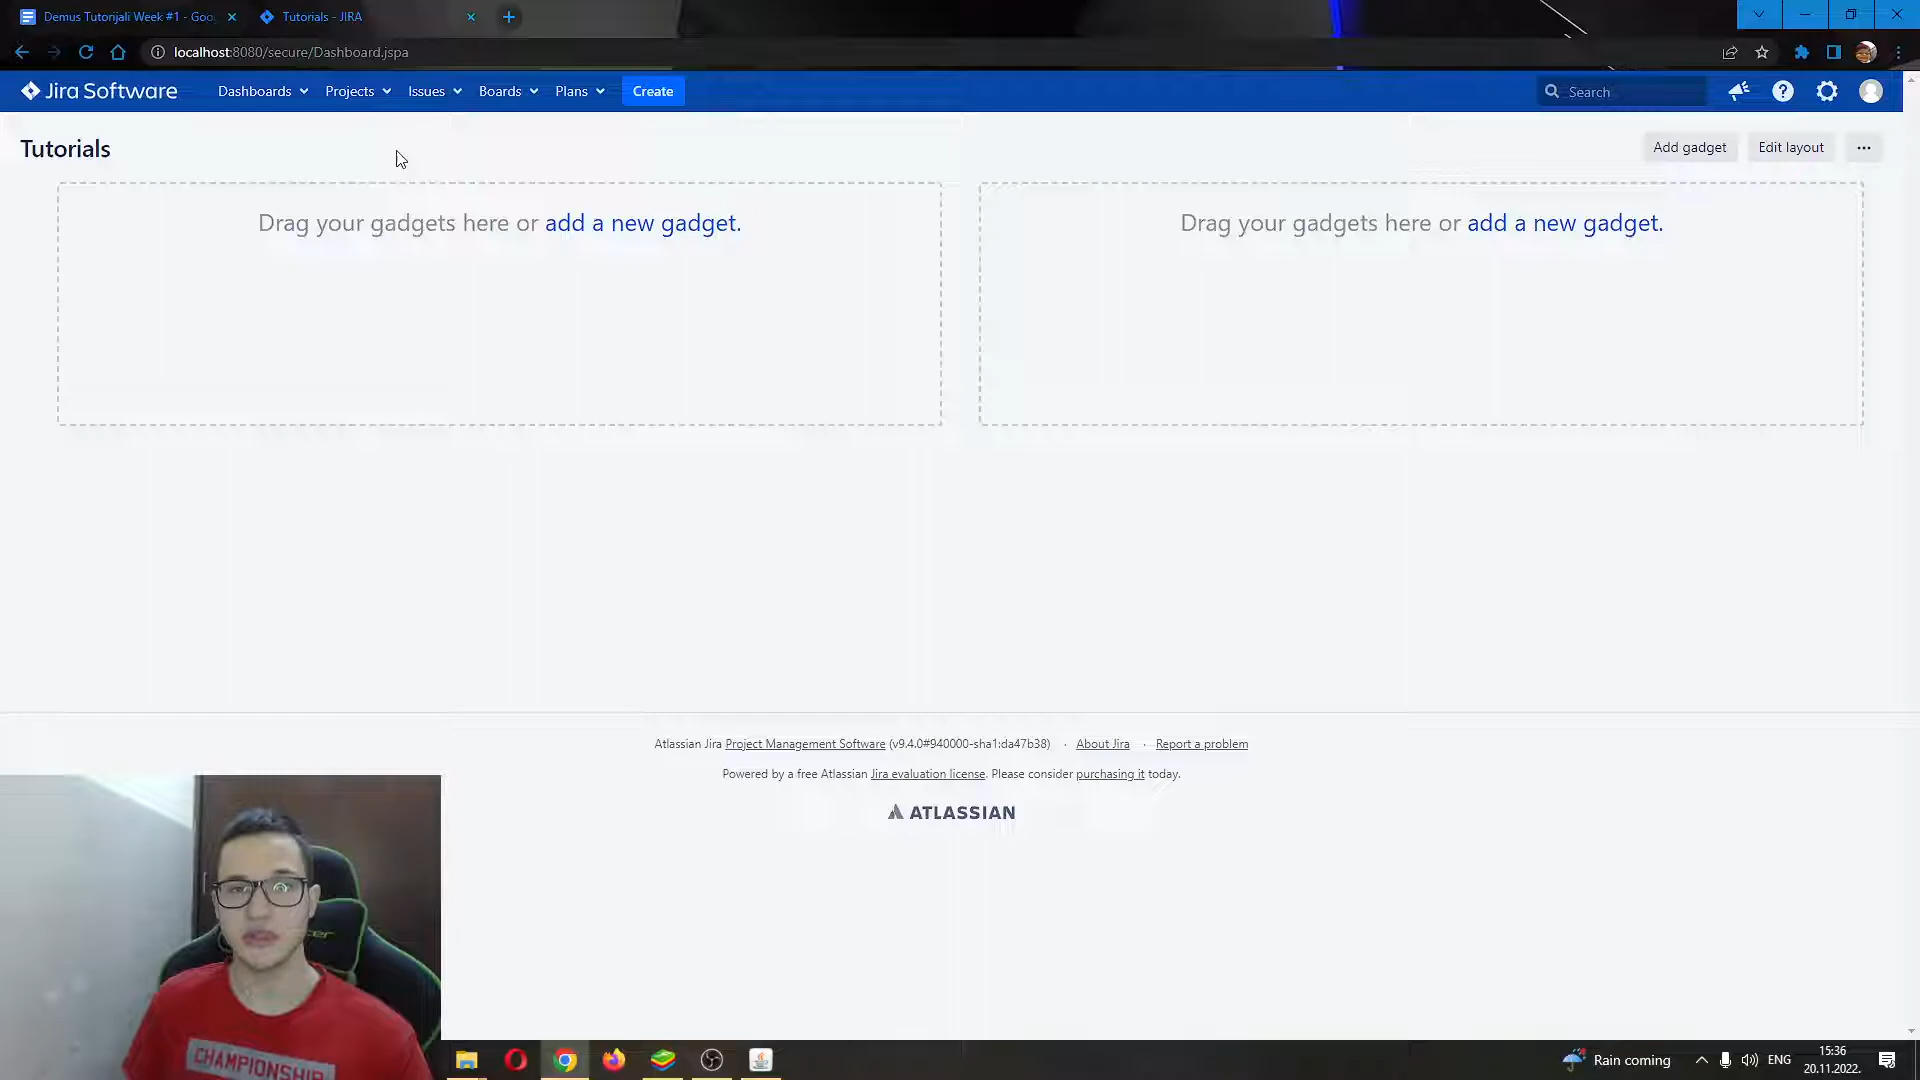 Demus Tutorijali Week #1 - Goo
Tutorials - JIRA
localhost:8080/secure/Dashboard.jspa
Jira Software
Dashboards
Projects
Issues
Boards
Plans
Create
Search
Tutorials
Add gadget
Edit layout
Drag your gadgets here or add a new gadget.
Drag your gadgets here or add a new gadget.
Atlassian Jira Project Management Software (v9.4.0#940000-sha1:da47b38) · About Jira · Report a problem
Powered by a free Atlassian Jira evaluation license. Please consider purchasing it today.
ATLASSIAN
CHAMPIONSHIP
Rain coming
ENG
15:36
20.11.2022.